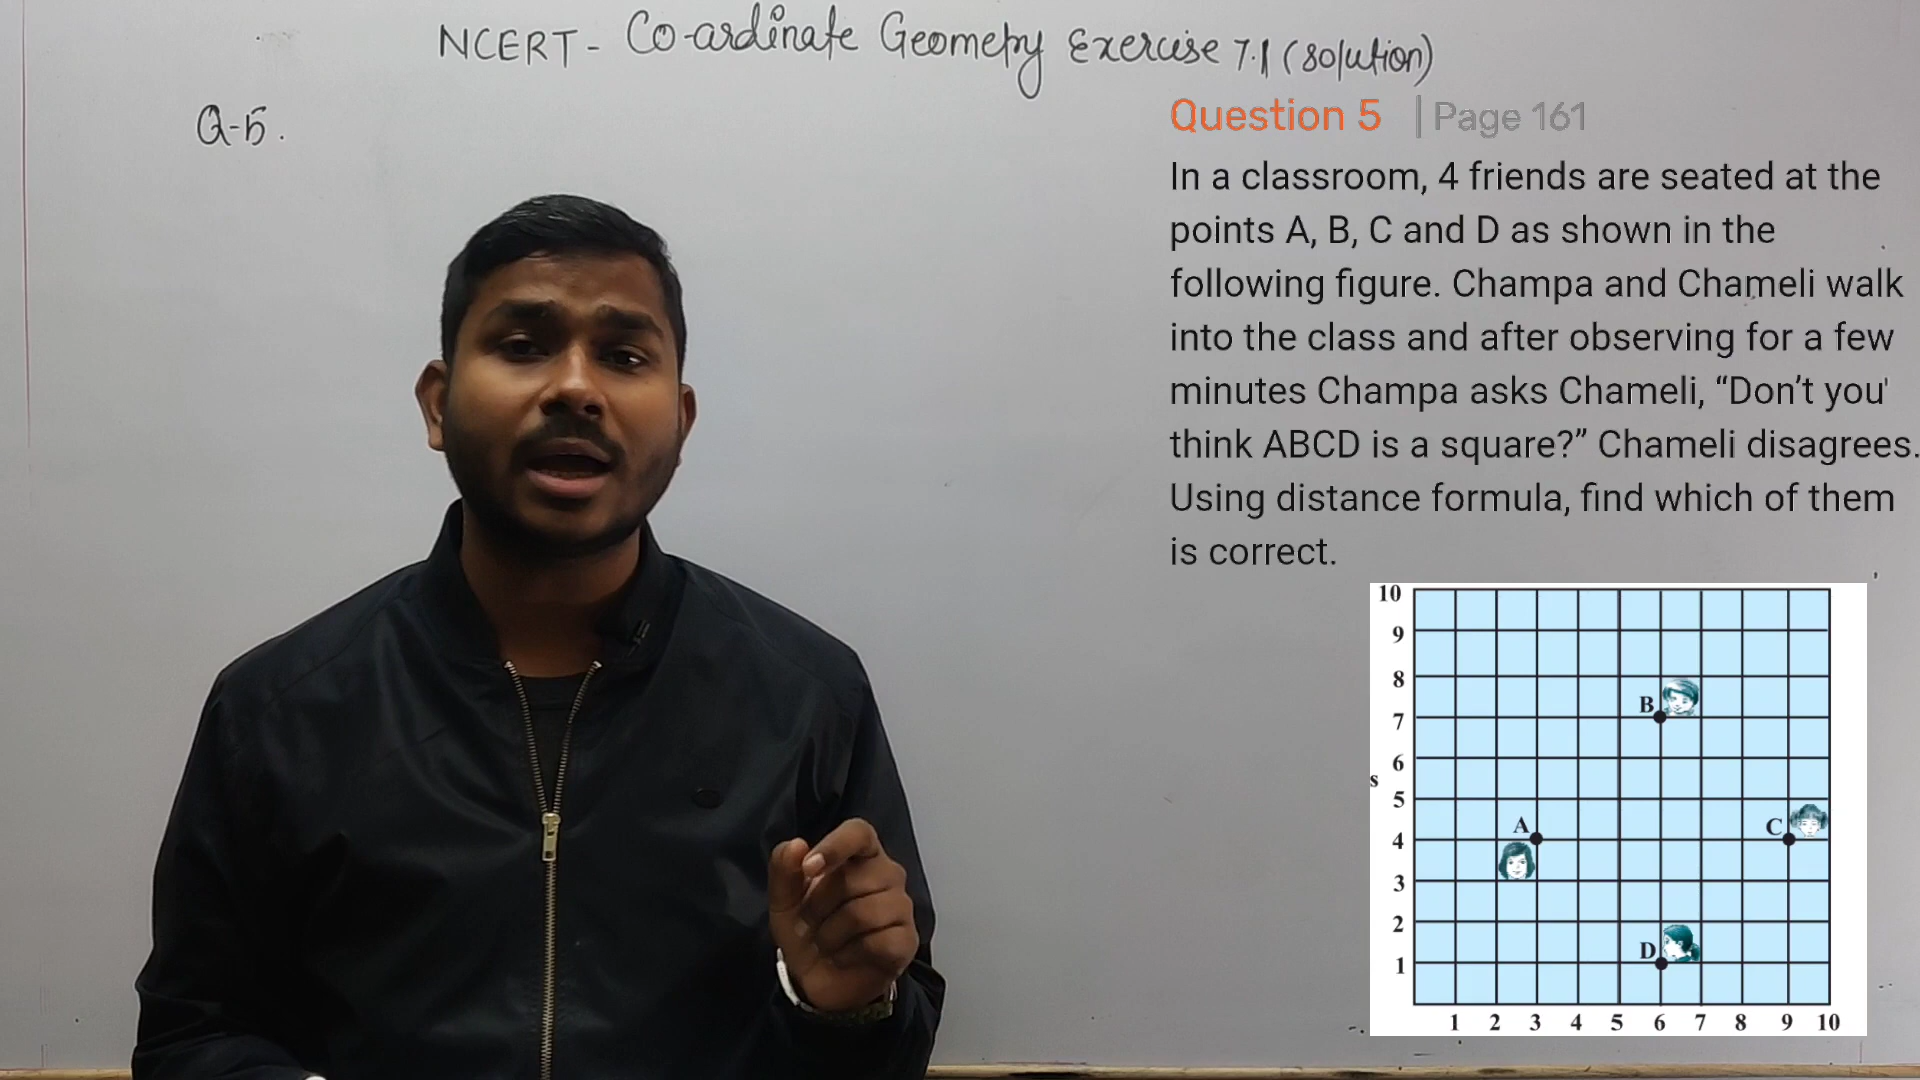 NCERT - Co-ordinate Geometry Exercise 7.1 (solution)
Q-5.
Question 5 | Page 161
In a classroom, 4 friends are seated at the
points A, B, C and D as shown in the
following figure. Champa and Chameli walk
into the class and after observing for a few
minutes Champa asks Chameli, “Don’t you
think ABCD is a square?” Chameli disagrees.
Using distance formula, find which of them
is correct.
10
9
8
B
7
6
s
5
A
C
4
3
2
D
1
1 2 3 4 5 6 7 8 9 10